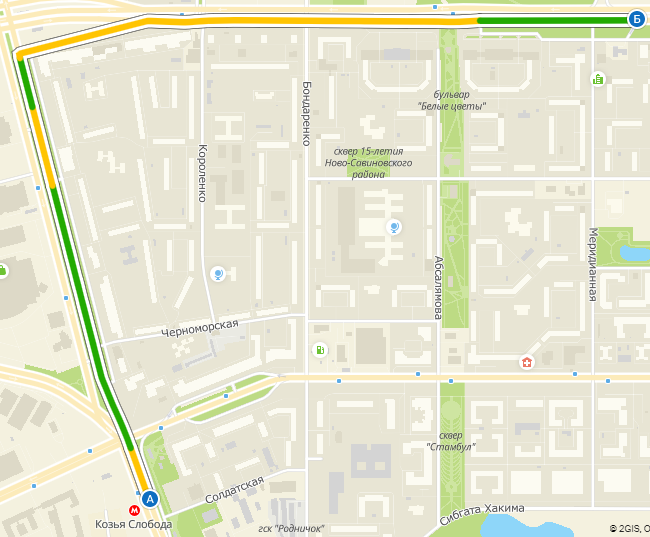 Б
бульвар
"Белые цветы"
Бондаренко
сквер 15-летия
Ново-Савиновского
района
Короленко
Меридианная
Абсалямова
Черноморская
сквер
"Стамбул"
А
Солдатская
М
Козья Слобода
гск "Родничок"
Сибгата Хакима
© 2GIS, O